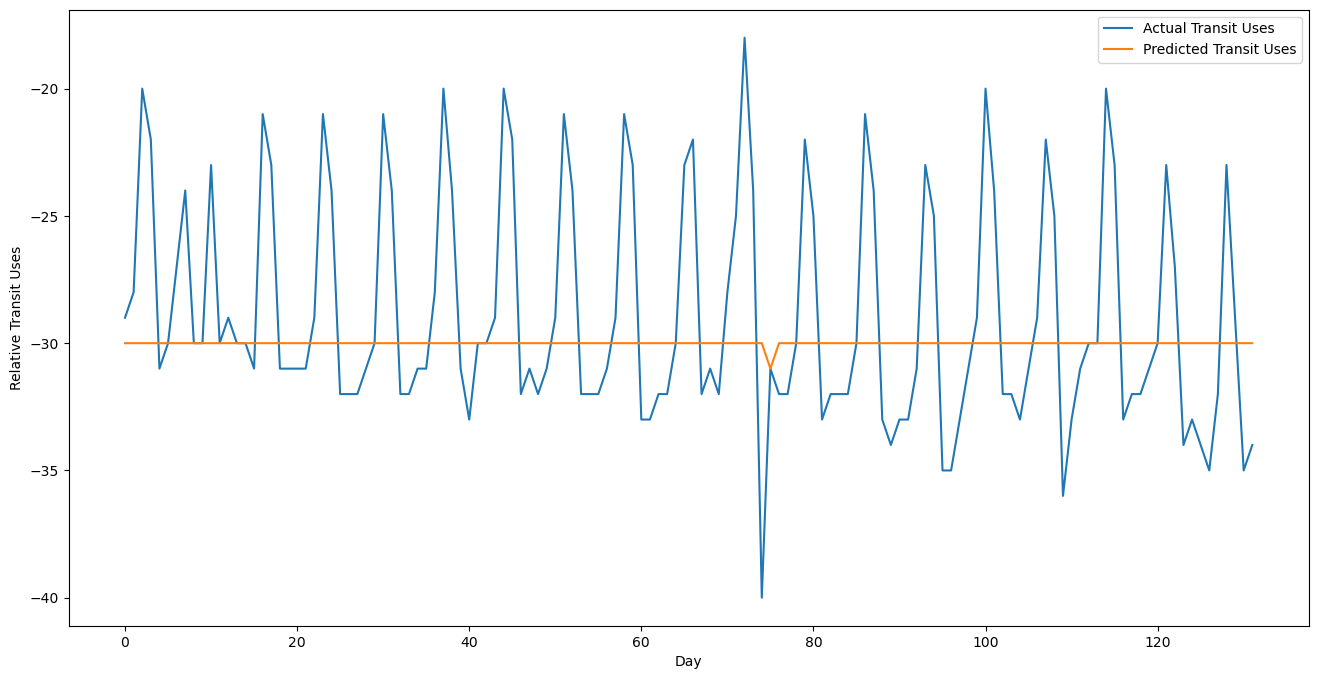 Actual Transit Uses
Predicted Transit Uses
Relative Transit Uses
−20
−25
−30
−35
−40
0 20 40 60 80 100 120
Day